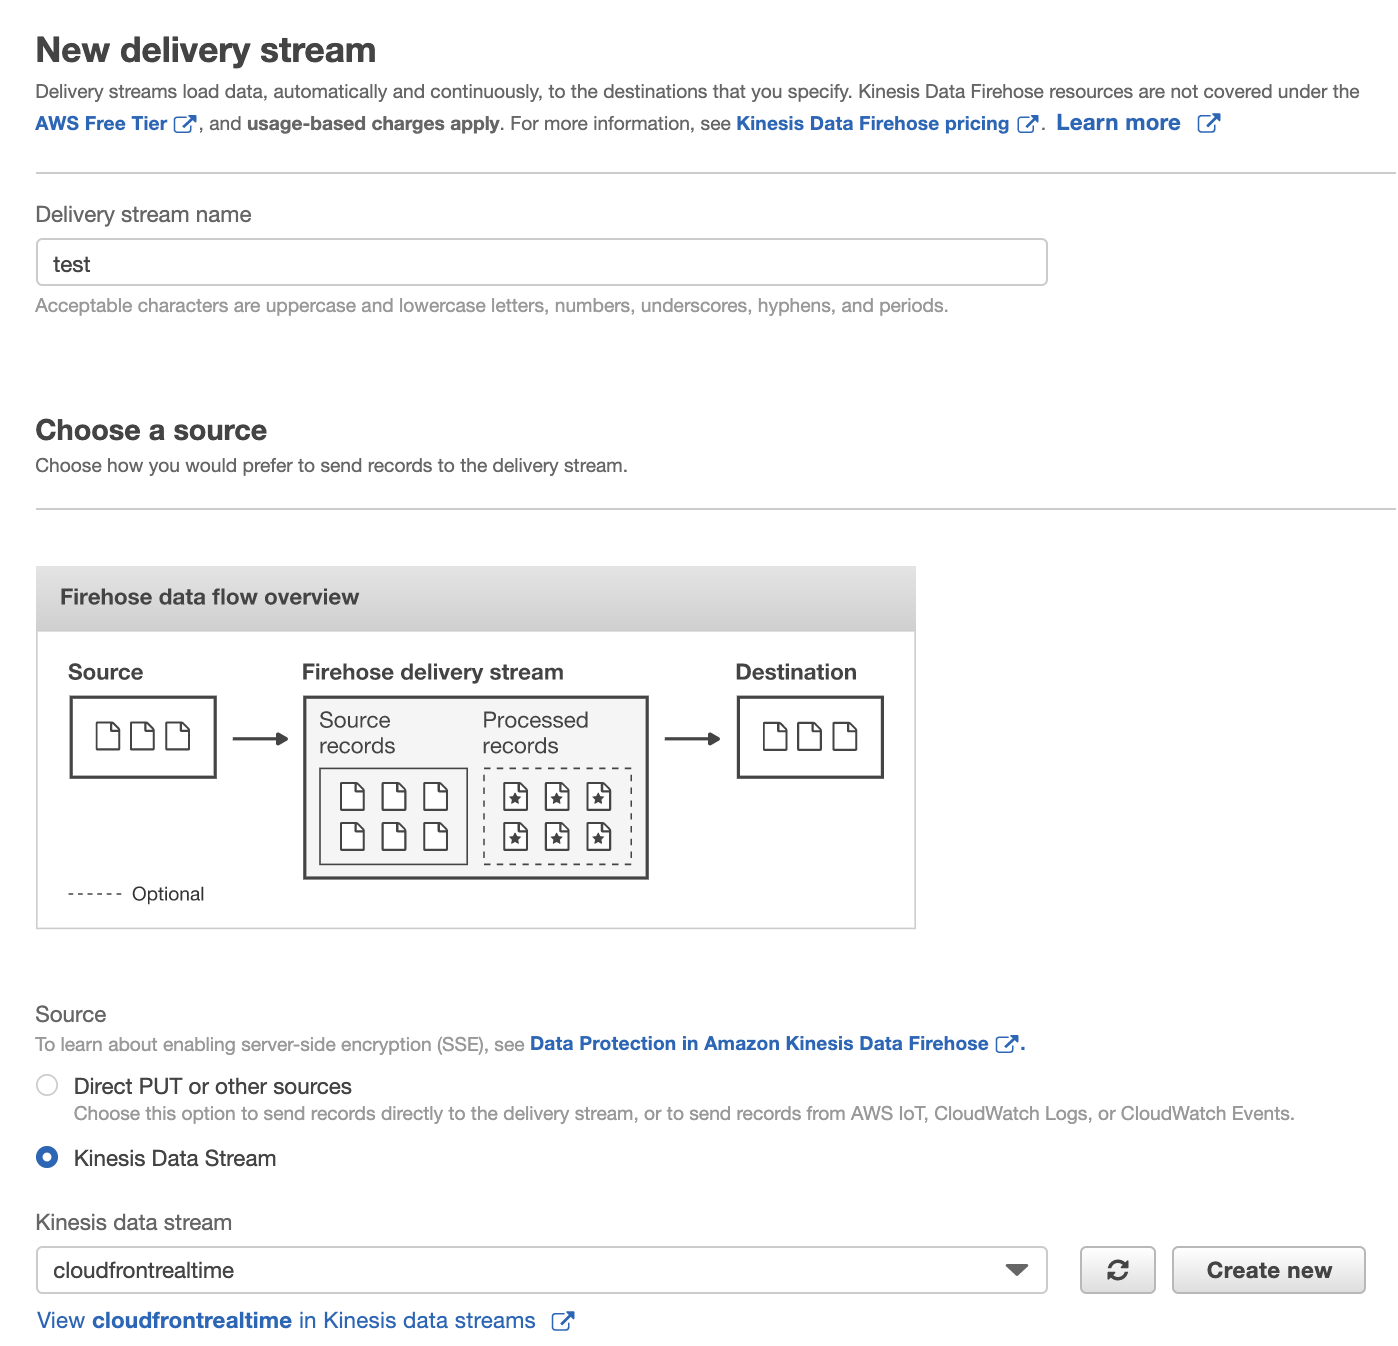 New delivery stream
Delivery streams load data, automatically and continuously, to the destinations that you specify. Kinesis Data Firehose resources are not covered under the
AWS Free Tier, and usage-based charges apply. For more information, see Kinesis Data Firehose pricing. Learn more
Delivery stream name
test
Acceptable characters are uppercase and lowercase letters, numbers, underscores, hyphens, and periods.
Choose a source
Choose how you would prefer to send records to the delivery stream.
Firehose data flow overview
Source
Firehose delivery stream
Destination
Source
records
Processed
records
Optional
Source
To learn about enabling server-side encryption (SSE), see Data Protection in Amazon Kinesis Data Firehose.
Direct PUT or other sources
Choose this option to send records directly to the delivery stream, or to send records from AWS IoT, CloudWatch Logs, or CloudWatch Events.
Kinesis Data Stream
Kinesis data stream
cloudfrontrealtime
Create new
View cloudfrontrealtime in Kinesis data streams